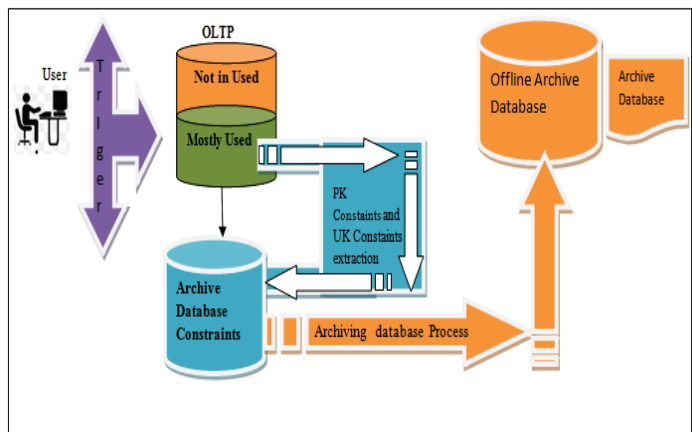 OLTP
User
Trlger
Not in Used
Mostly Used
PK
Constaints and
UK Constaints
extraction
Archive
Database
Constraints
Archiving database Process
Offline Archive
Database
Archive
Database